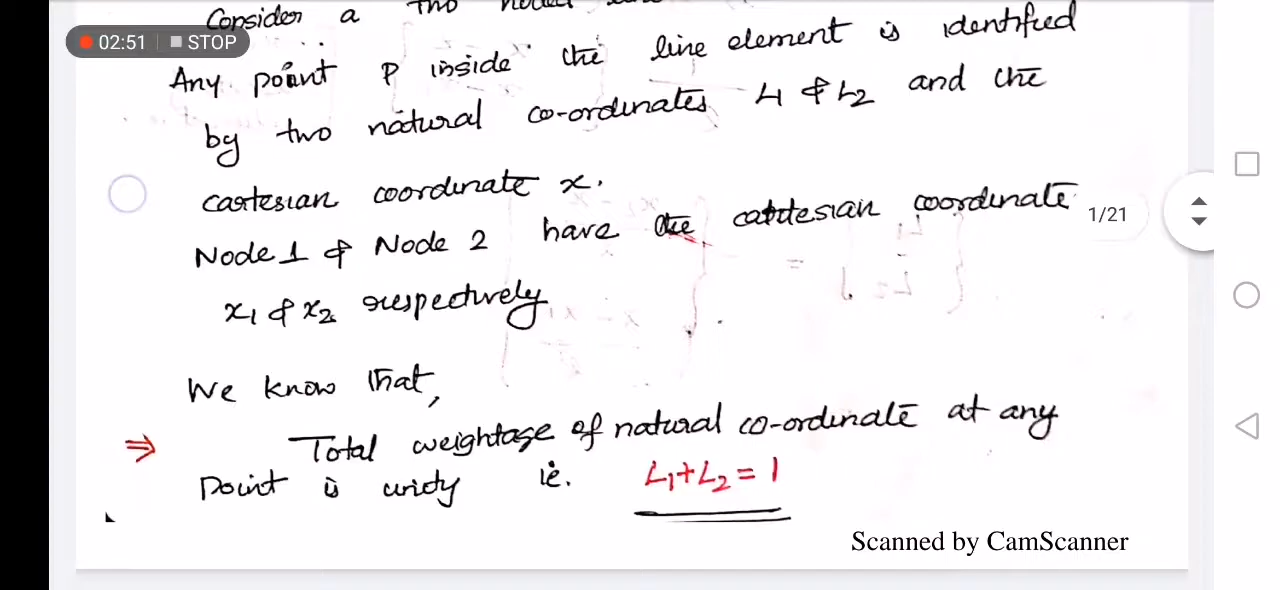 Consider a two
02:51 STOP
Any point P inside the line element is identified
by two natural co-ordinates L1 & L2 and the
cartesian coordinate x.
Node 1 & Node 2 have the cartesian coordinate
1/21
x1 & x2 respectively
We know that,
⇒ Total weightage of natural co-ordinate at any
point is unity ie. L1+L2 = 1
Scanned by CamScanner